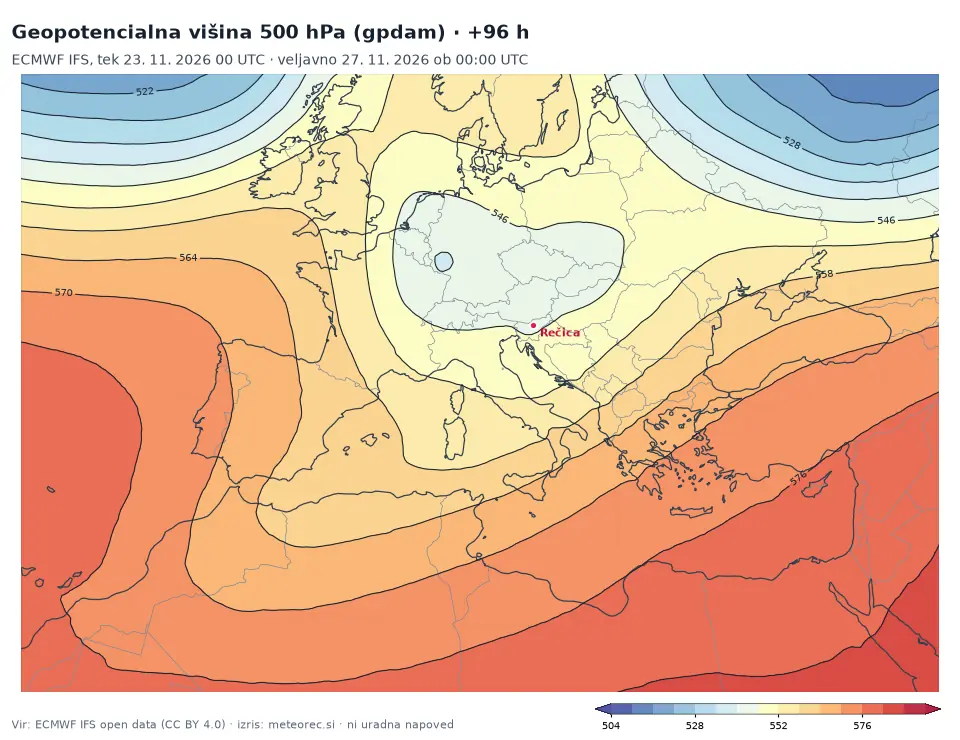 Geopotencialna višina 500 hPa (gpdam) · +96 h
ECMWF IFS, tek 23. 11. 2026 00 UTC · veljavno 27. 11. 2026 ob 00:00 UTC
522
528
546
546
564
558
570
Rečica
576
504 528 552 576
Vir: ECMWF IFS open data (CC BY 4.0) · izris: meteorec.si · ni uradna napoved